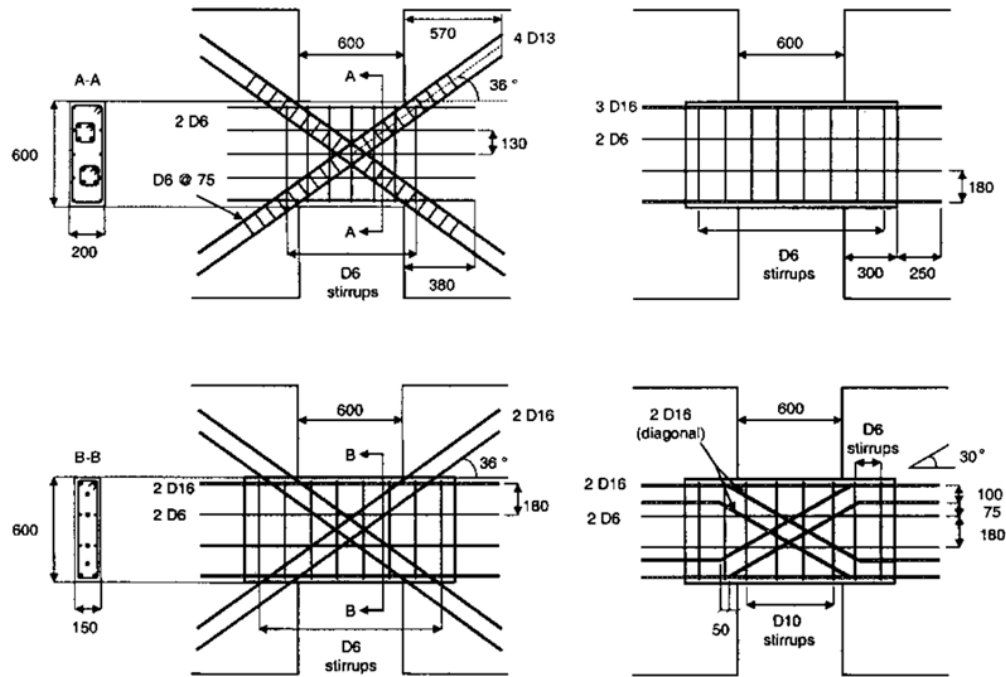 570
4 D13
600
A
A-A
36 °
2 D6
600
130
D6 @ 75
A
200
D6
stirrups
380
600
3 D16
2 D6
180
D6
stirrups
300
250
600
2 D16
B
B-B
36 °
2 D16
180
2 D6
600
B
150
D6
stirrups
2 D16
(diagonal)
600
D6
stirrups
30 °
2 D16
100
75
2 D6
180
50
D10
stirrups